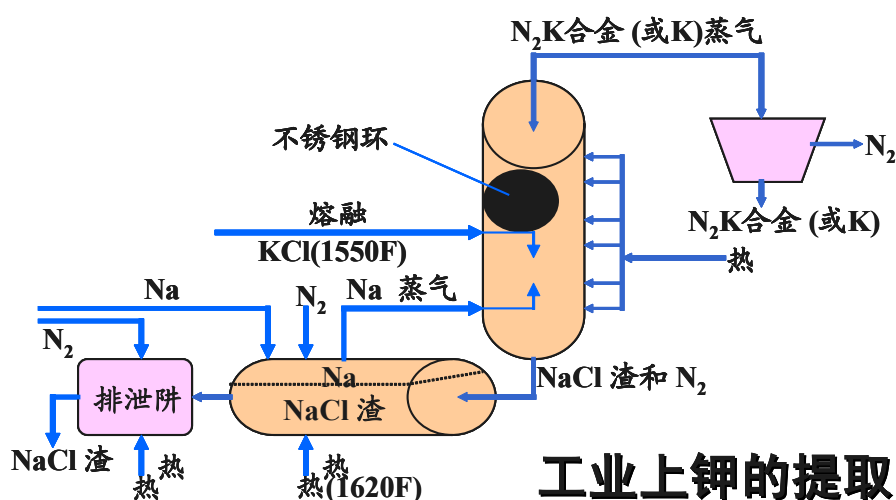 N₂K合金 (或K)蒸气
不锈钢环
N₂
熔融
KCl(1550F)
N₂K合金 (或K)
热
Na
N₂
Na 蒸气
N₂
Na
NaCl 渣
NaCl 渣和 N₂
排泄阱
NaCl 渣
热
热
热
热(1620F)
工业上钾的提取